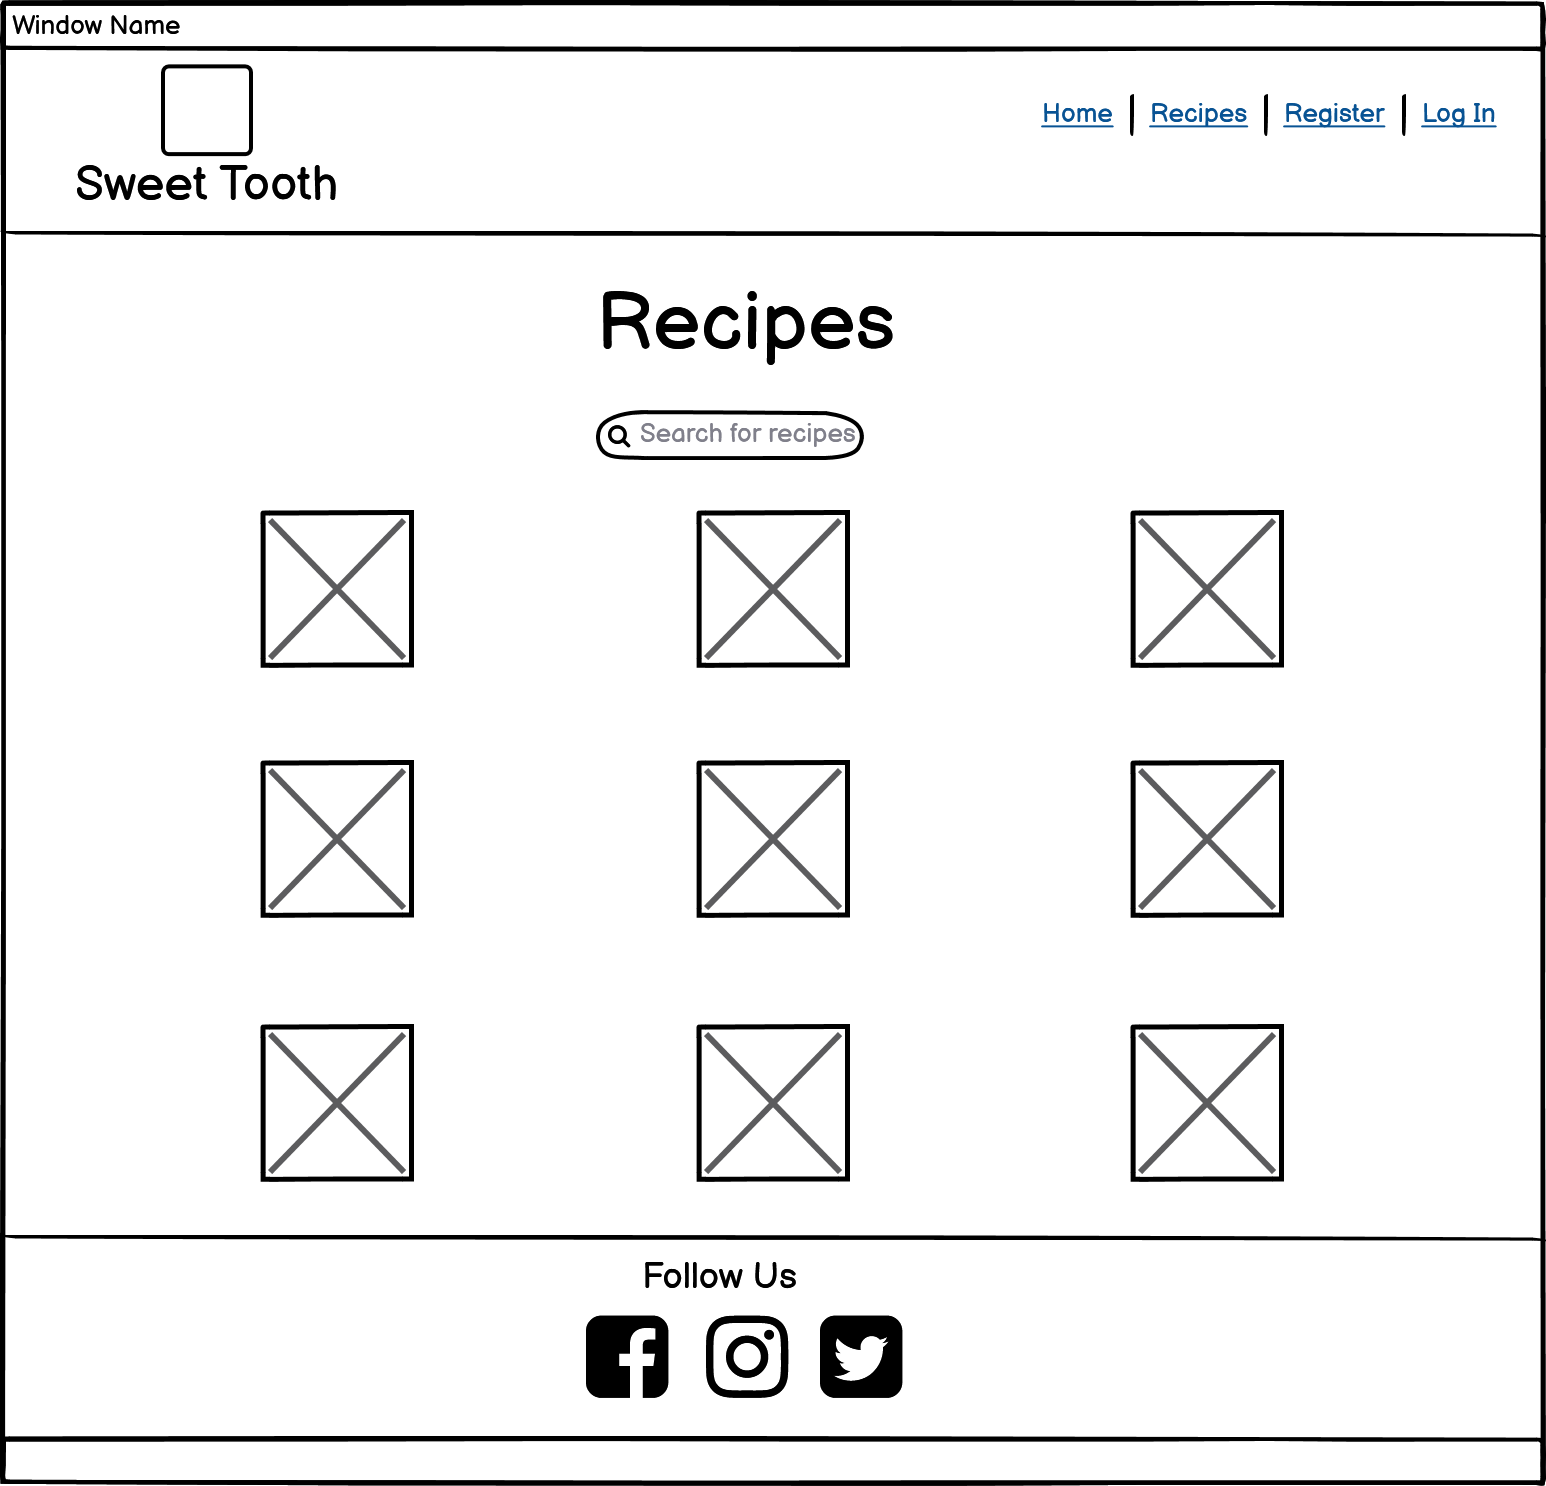 Window Name
Home | Recipes | Register | Log In
Sweet Tooth
Recipes
Search for recipes
Follow Us